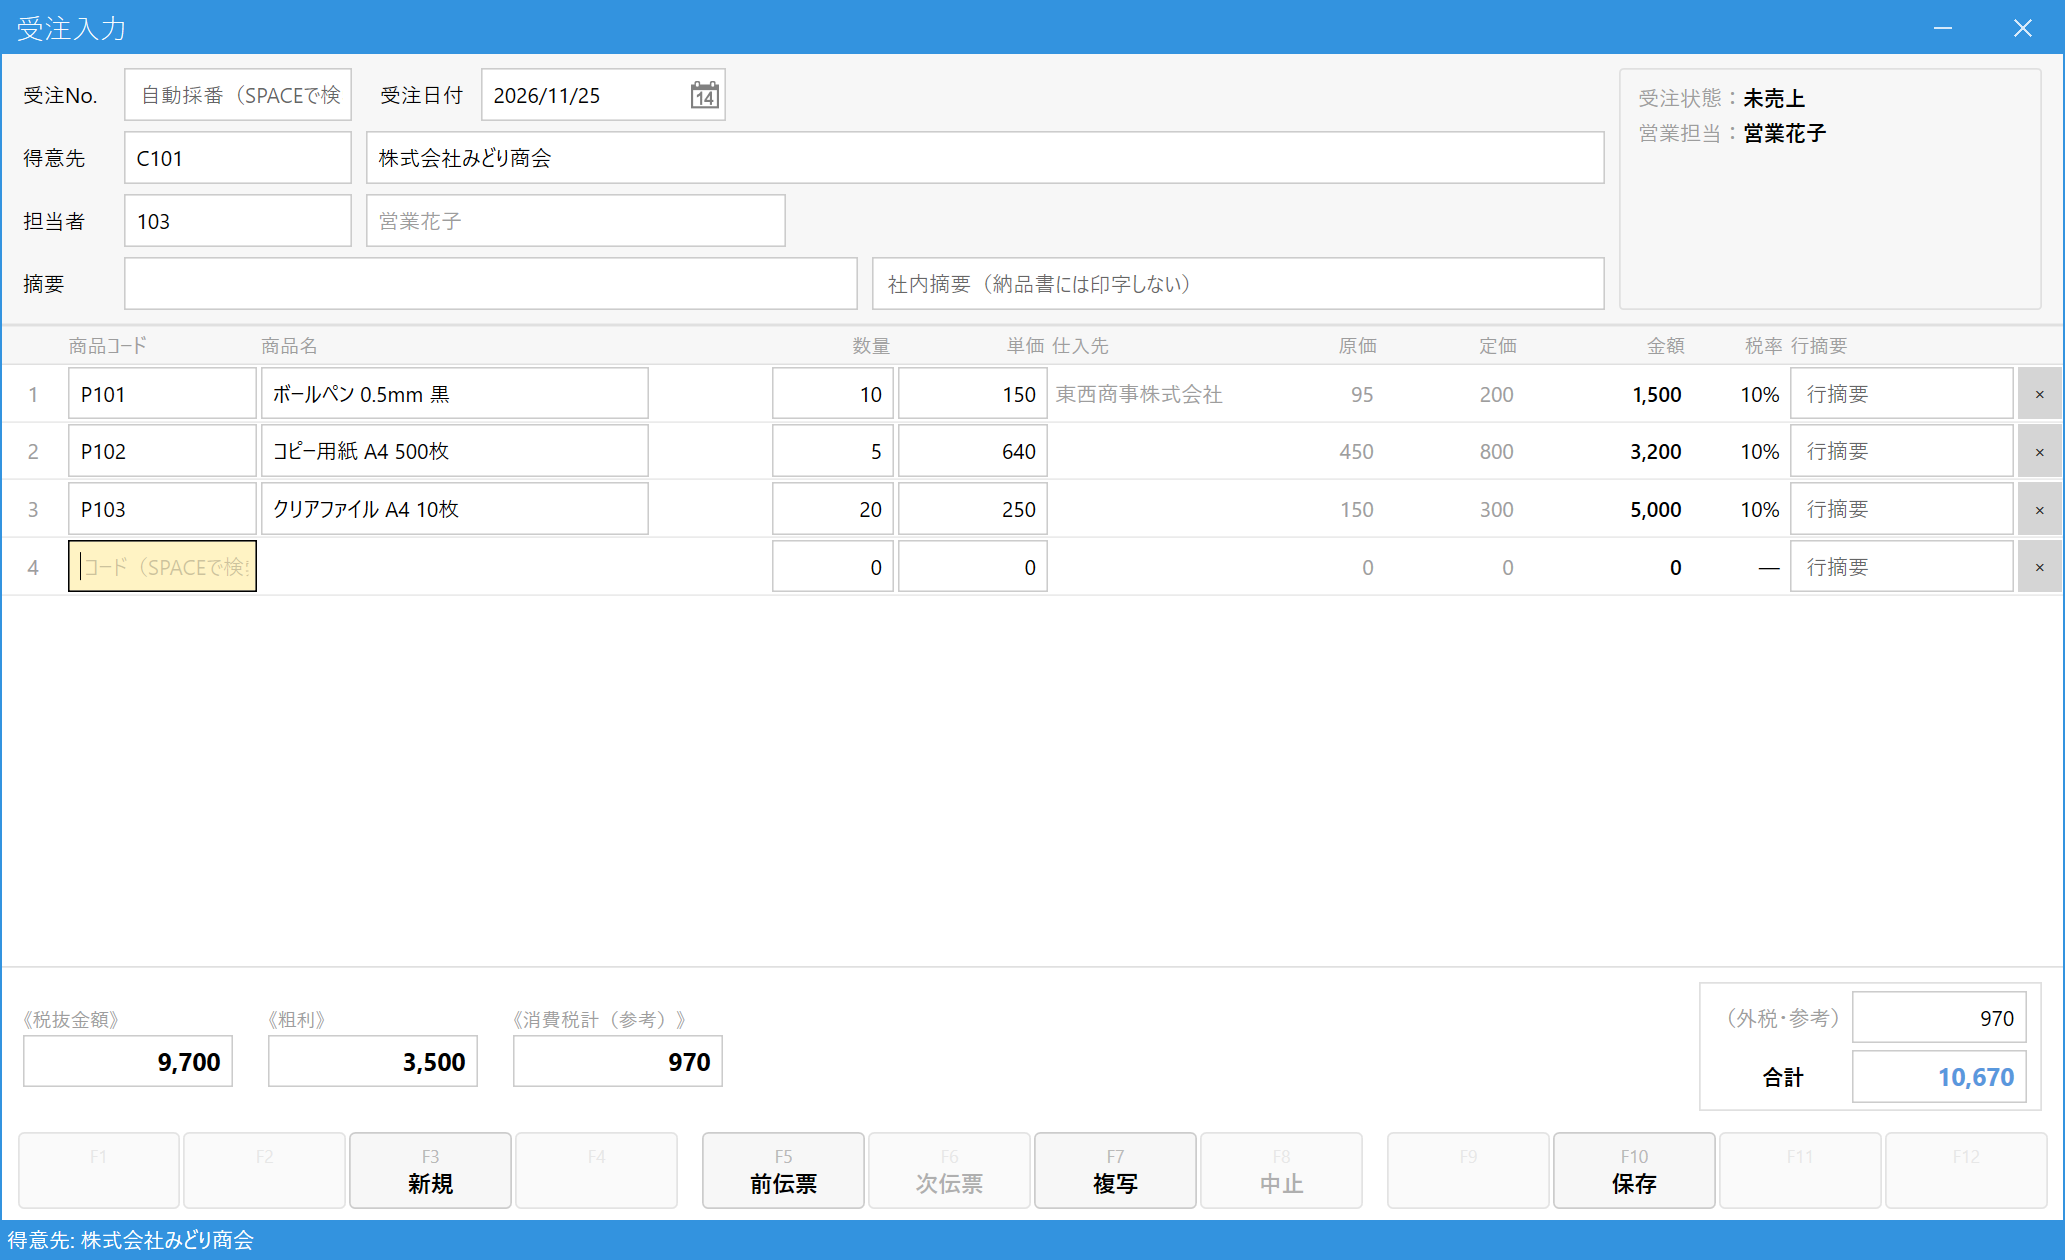 受注入力
受注No. 自動採番（SPACEで検 受注日付 2026/11/25 14
受注状態：未売上
営業担当：営業花子
得意先 C101 株式会社みどり商会
担当者 103 営業花子
摘要 社内摘要（納品書には印字しない）
商品コード 商品名 数量 単価 仕入先 原価 定価 金額 税率 行摘要
1 P101 ボールペン 0.5mm 黒 10 150 東西商事株式会社 95 200 1,500 10% 行摘要 ×
2 P102 コピー用紙 A4 500枚 5 640 450 800 3,200 10% 行摘要 ×
3 P103 クリアファイル A4 10枚 20 250 150 300 5,000 10% 行摘要 ×
4 コード（SPACEで検 0 0 0 0 0 — 行摘要 ×
《税抜金額》 《粗利》 《消費税計（参考）》
9,700 3,500 970
（外税･参考） 970
合計 10,670
F1 F2 F3 F4 F5 F6 F7 F8 F9 F10 F11 F12
新規 前伝票 次伝票 複写 中止 保存
得意先: 株式会社みどり商会